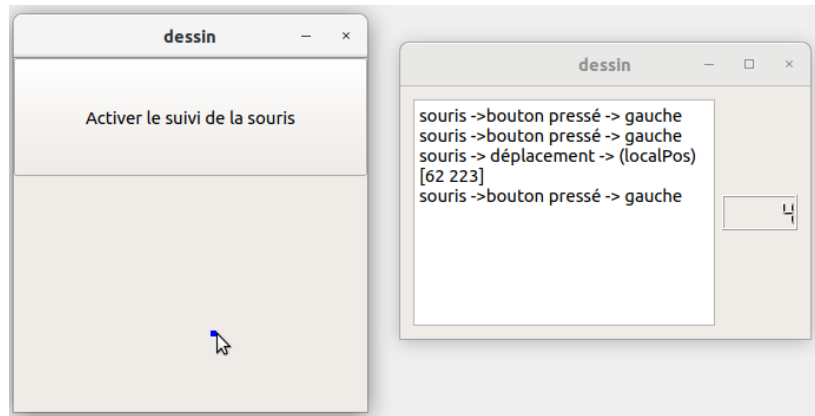 dessin
Activer le suivi de la souris
dessin
souris ->bouton pressé -> gauche
souris ->bouton pressé -> gauche
souris -> déplacement -> (localPos)
[62 223]
souris ->bouton pressé -> gauche
4